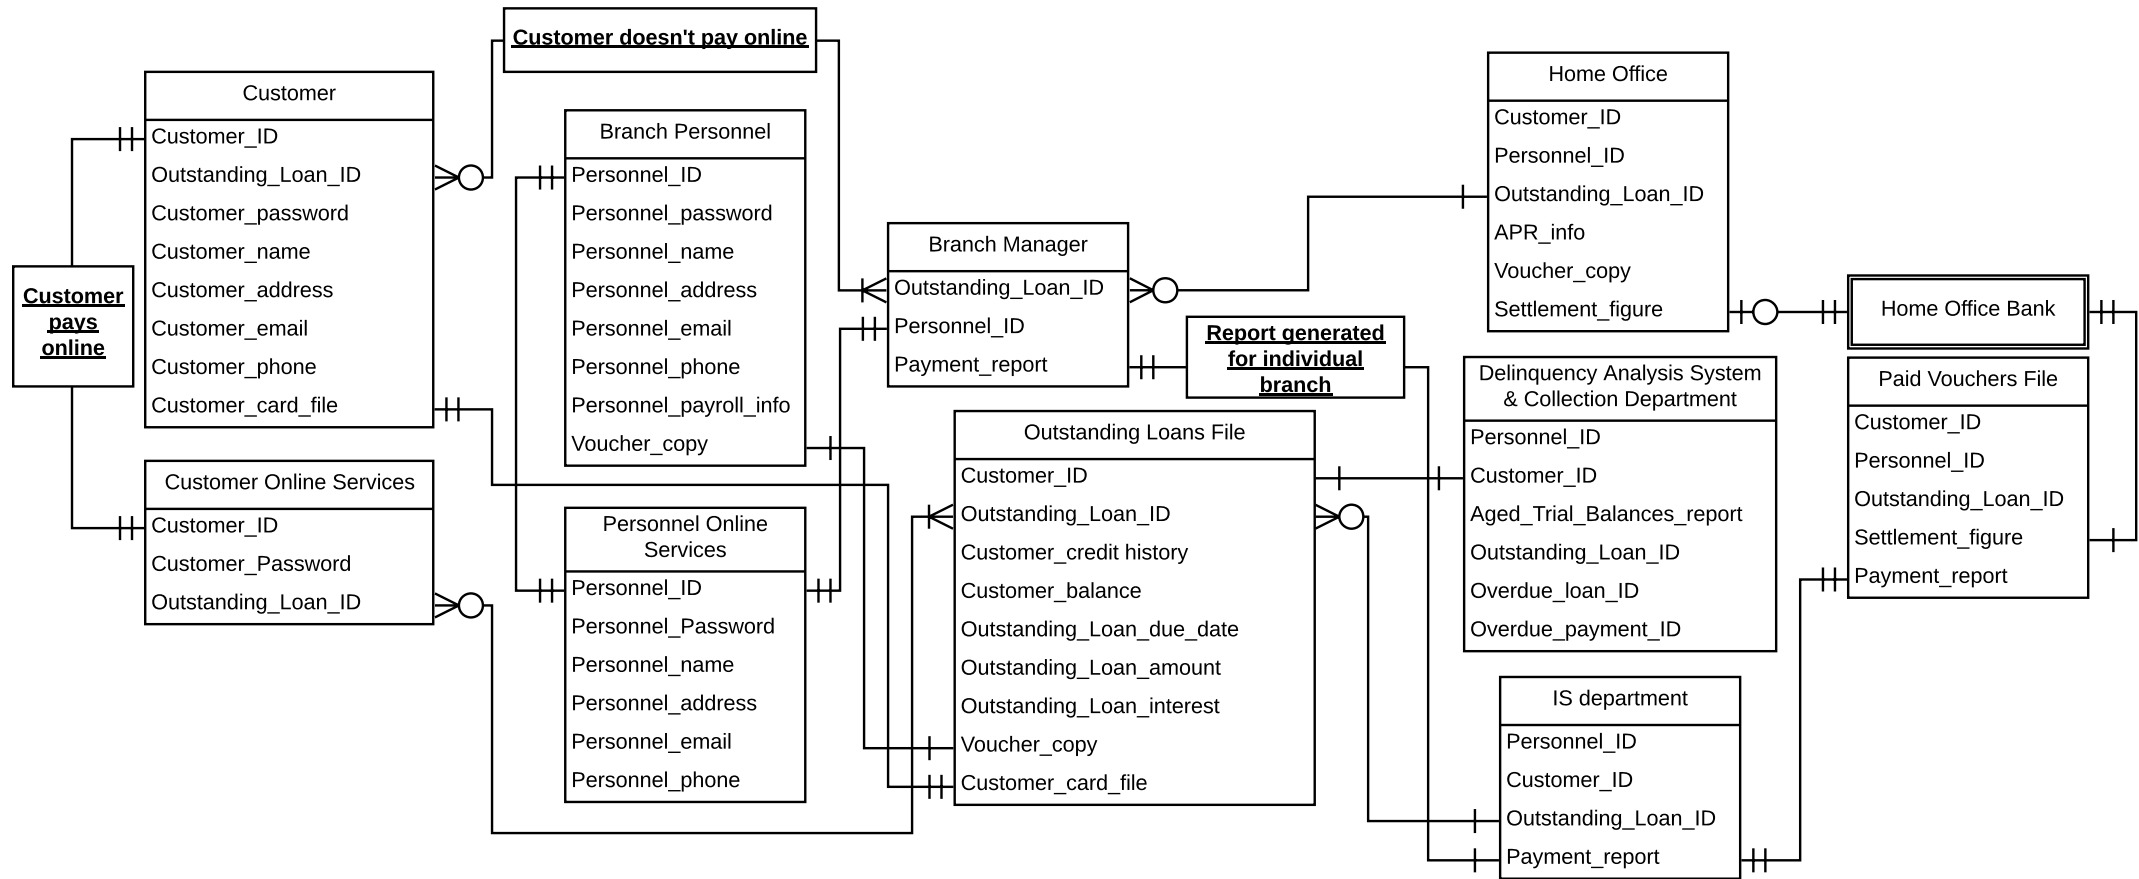 Customer doesn't pay online
Customer
Customer_ID
Outstanding_Loan_ID
Customer_password
Customer_name
Customer_address
Customer_email
Customer_phone
Customer_card_file
Customer
pays
online
Customer Online Services
Customer_ID
Customer_Password
Outstanding_Loan_ID
Branch Personnel
Personnel_ID
Personnel_password
Personnel_name
Personnel_address
Personnel_email
Personnel_phone
Personnel_payroll_info
Voucher_copy
Personnel Online
Services
Personnel_ID
Personnel_Password
Personnel_name
Personnel_address
Personnel_email
Personnel_phone
Branch Manager
Outstanding_Loan_ID
Personnel_ID
Payment_report
Report generated
for individual
branch
Outstanding Loans File
Customer_ID
Outstanding_Loan_ID
Customer_credit history
Customer_balance
Outstanding_Loan_due_date
Outstanding_Loan_amount
Outstanding_Loan_interest
Voucher_copy
Customer_card_file
Home Office
Customer_ID
Personnel_ID
Outstanding_Loan_ID
APR_info
Voucher_copy
Settlement_figure
Delinquency Analysis System
& Collection Department
Personnel_ID
Customer_ID
Aged_Trial_Balances_report
Outstanding_Loan_ID
Overdue_loan_ID
Overdue_payment_ID
IS department
Personnel_ID
Customer_ID
Outstanding_Loan_ID
Payment_report
Home Office Bank
Paid Vouchers File
Customer_ID
Personnel_ID
Outstanding_Loan_ID
Settlement_figure
Payment_report